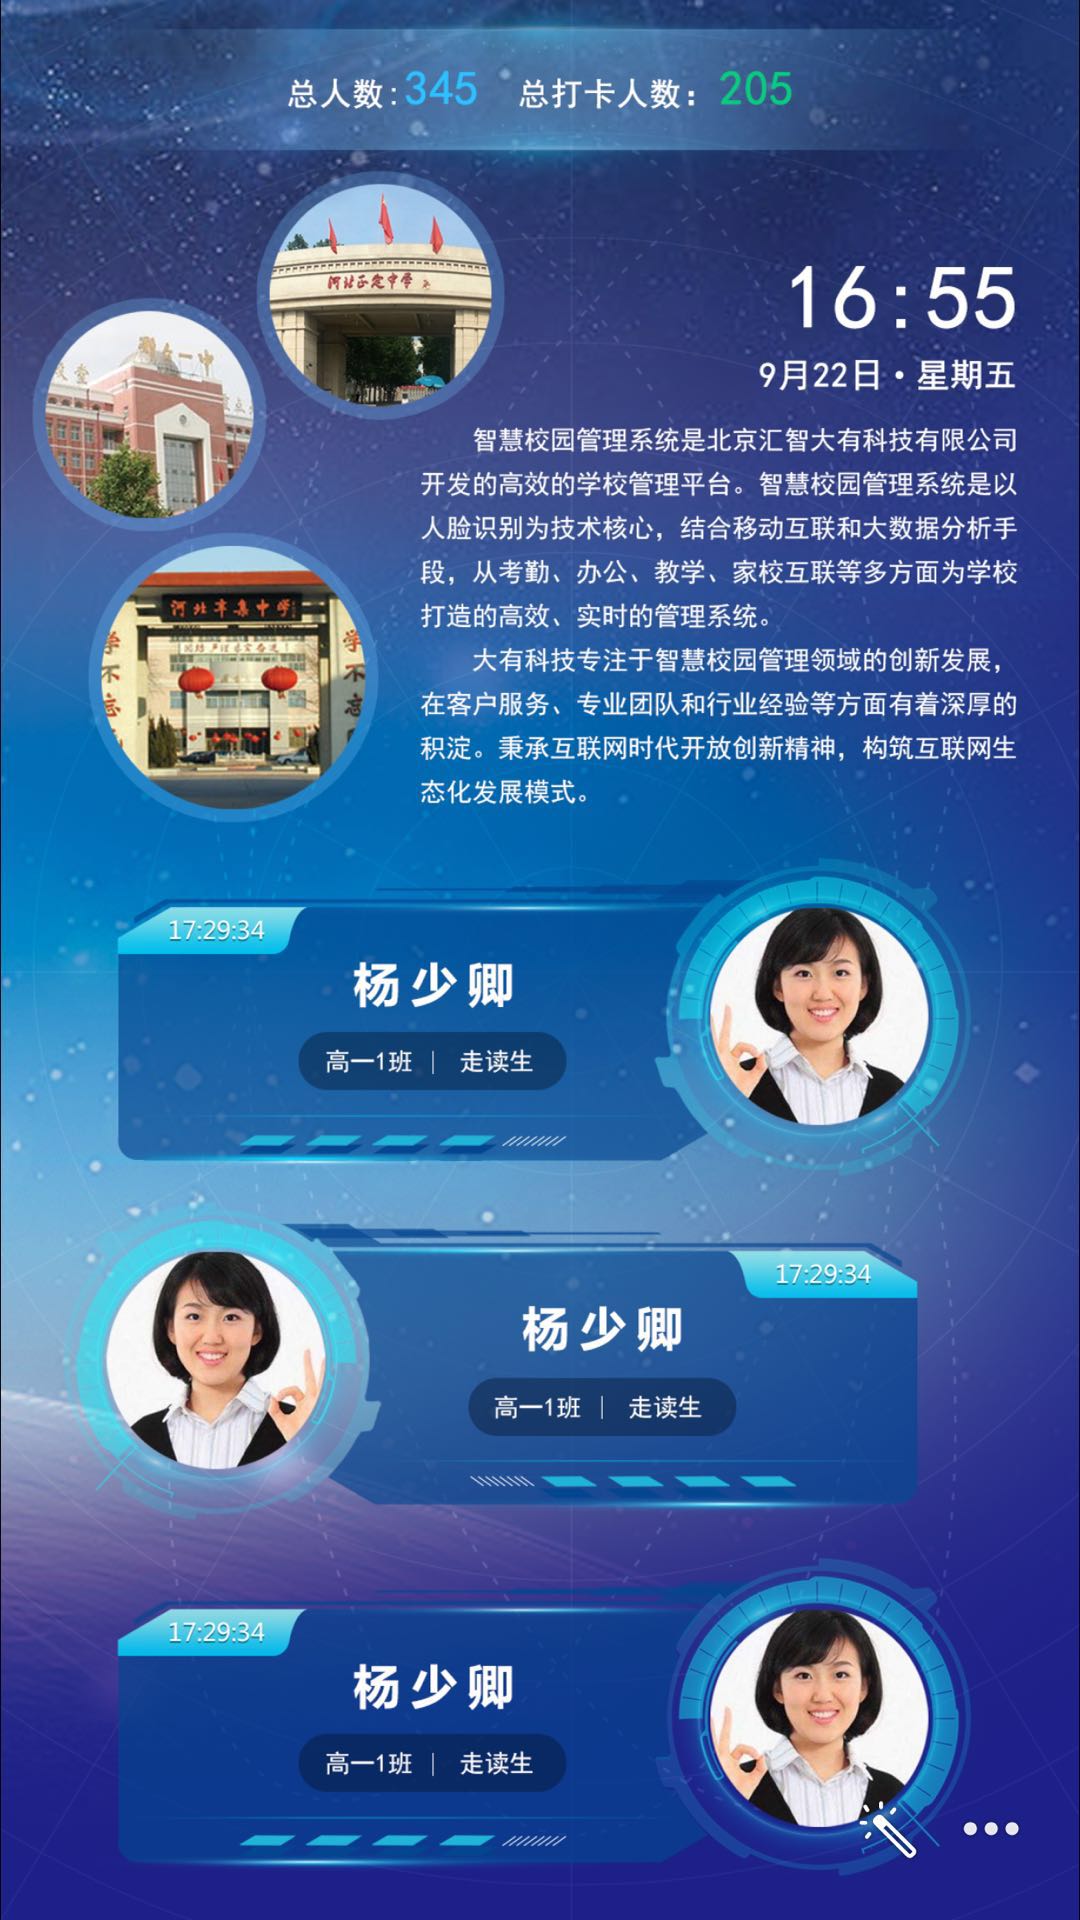 总人数:345 总打卡人数：205
河北正定中学
一中
16:55
9月22日·星期五
智慧校园管理系统是北京汇智大有科技有限公司
开发的高效的学校管理平台。智慧校园管理系统是以
人脸识别为技术核心，结合移动互联和大数据分析手
段，从考勤、办公、教学、家校互联等多方面为学校
打造的高效、实时的管理系统。
大有科技专注于智慧校园管理领域的创新发展，
在客户服务、专业团队和行业经验等方面有着深厚的
积淀。秉承互联网时代开放创新精神，构筑互联网生
态化发展模式。
河北辛集中学
学不忘
学不忘
17:29:34
杨少卿
高一1班 | 走读生
17:29:34
杨少卿
高一1班 | 走读生
17:29:34
杨少卿
高一1班 | 走读生